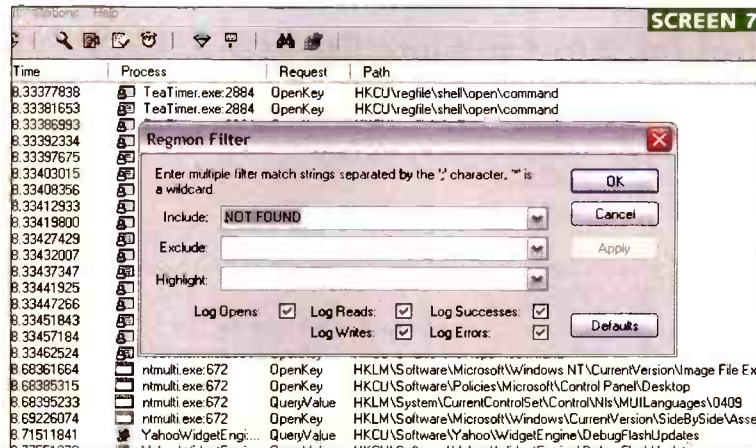 Options Help
SCREEN 7
Time Process Request Path
8.33377838 TeaTimer.exe:2884 OpenKey HKCU\regfile\shell\open\command
8.33381653 TeaTimer.exe:2884 OpenKey HKCU\regfile\shell\open\command
8.33386993
8.33392334
8.33397675
8.33403015
8.33408356
8.33412933
8.33419800
8.33427429
8.33432007
8.33437347
8.33441925
8.33447266
8.33451843
8.33457184
8.33462524
Regmon Filter
Enter multiple filter match strings separated by the ';' character. '*' is
a wildcard.
OK
Include: NOT FOUND
Cancel
Exclude:
Apply
Highlight:
Log Opens: Log Reads: Log Successes:
Log Writes: Log Errors:
Defaults
8.68361664 ntmulti.exe:672 OpenKey HKLM\Software\Microsoft\Windows NT\CurrentVersion\Image File Ex
8.68385315 ntmulti.exe:672 OpenKey HKCU\Software\Policies\Microsoft\Control Panel\Desktop
8.68395233 ntmulti.exe:672 QueryValue HKLM\System\CurrentControlSet\Control\Nls\MUILanguages\0409
8.69226074 ntmulti.exe:672 OpenKey HKLM\Software\Microsoft\Windows\CurrentVersion\SideBySide\Asse
8.71511841 YahooWidgetEngi... QueryValue HKCU\Software\Yahoo\WidgetEngine\DebugFlashUpdates